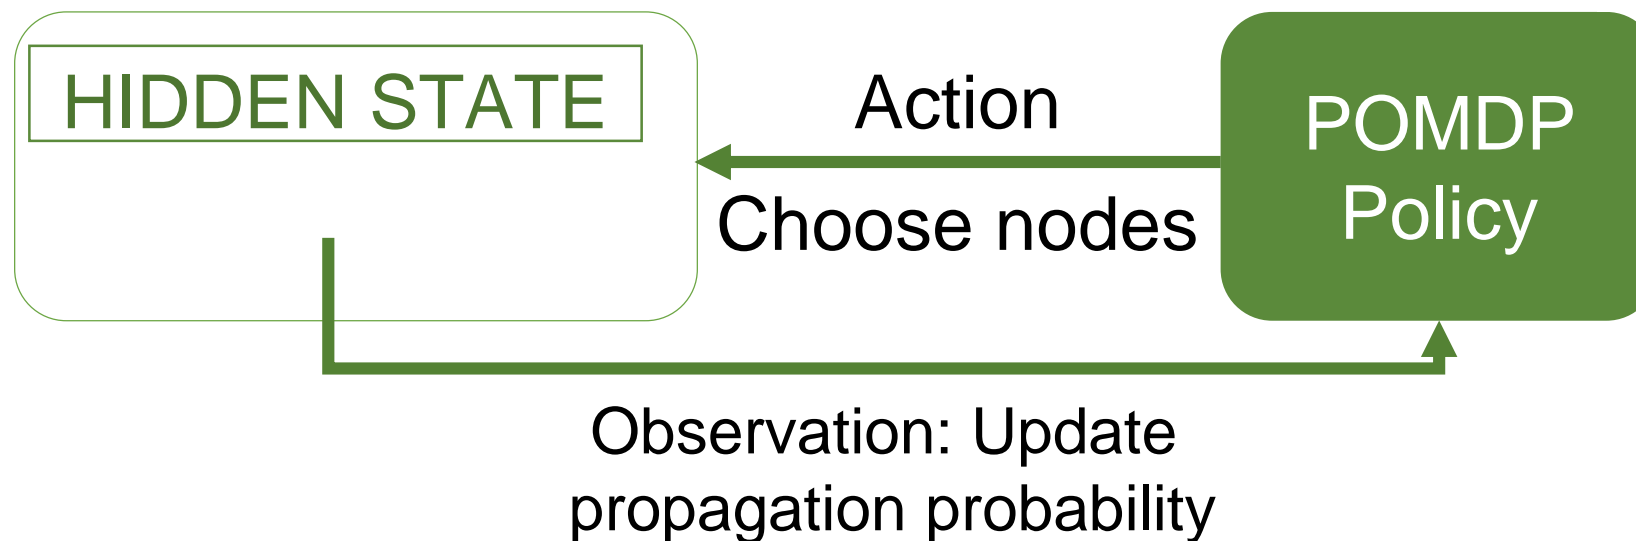 HIDDEN STATE
Action
Choose nodes
POMDP
Policy
Observation: Update
propagation probability